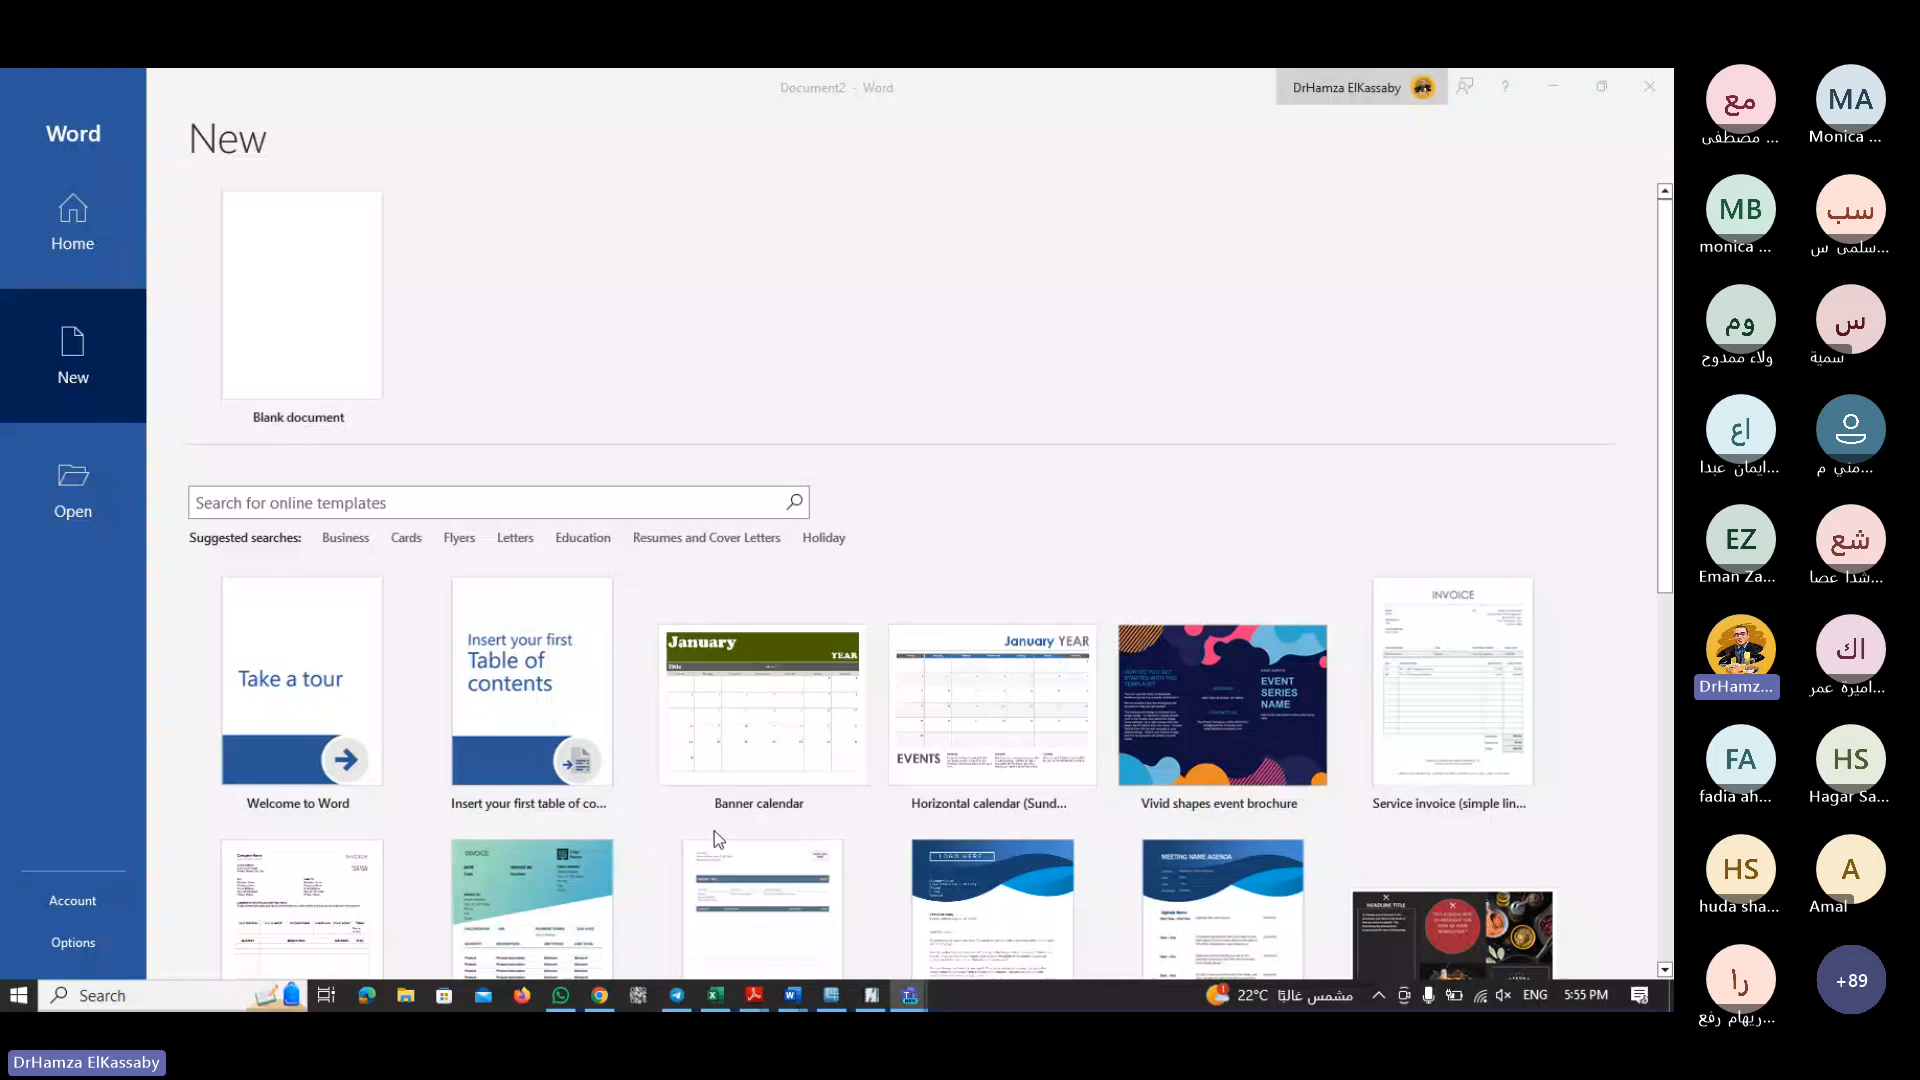 Document2 - Word
DrHamza ElKassaby
?
Word
Home
New
Open
Account
Options
New
Blank document
Search for online templates
Suggested searches: Business Cards Flyers Letters Education Resumes and Cover Letters Holiday
Take a tour
Welcome to Word
Insert your first
Table of
contents
Insert your first table of co...
January
YEAR
Banner calendar
January YEAR
EVENTS
Horizontal calendar (Sund...
EVENT
SERIES
NAME
Vivid shapes event brochure
INVOICE
Service invoice (simple lin...
INVOICE
LOGO HERE
MEETING NAME AGENDA
HEADLINE TITLE
Search
22°C مشمس غالبًا
ENG
5:55 PM
مع
مصطفى ...
MA
Monica ...
MB
monica ...
سب
سلمى س...
وم
ولاء ممدوح
س
سمية
اع
ايمان عبدا...
مني م...
EZ
Eman Za...
شع
شدا عصا...
DrHamz...
اك
اميرة عمر...
FA
fadia ah...
HS
Hagar Sa...
HS
huda sha...
A
Amal
را
ريهام رفع...
+89
DrHamza ElKassaby